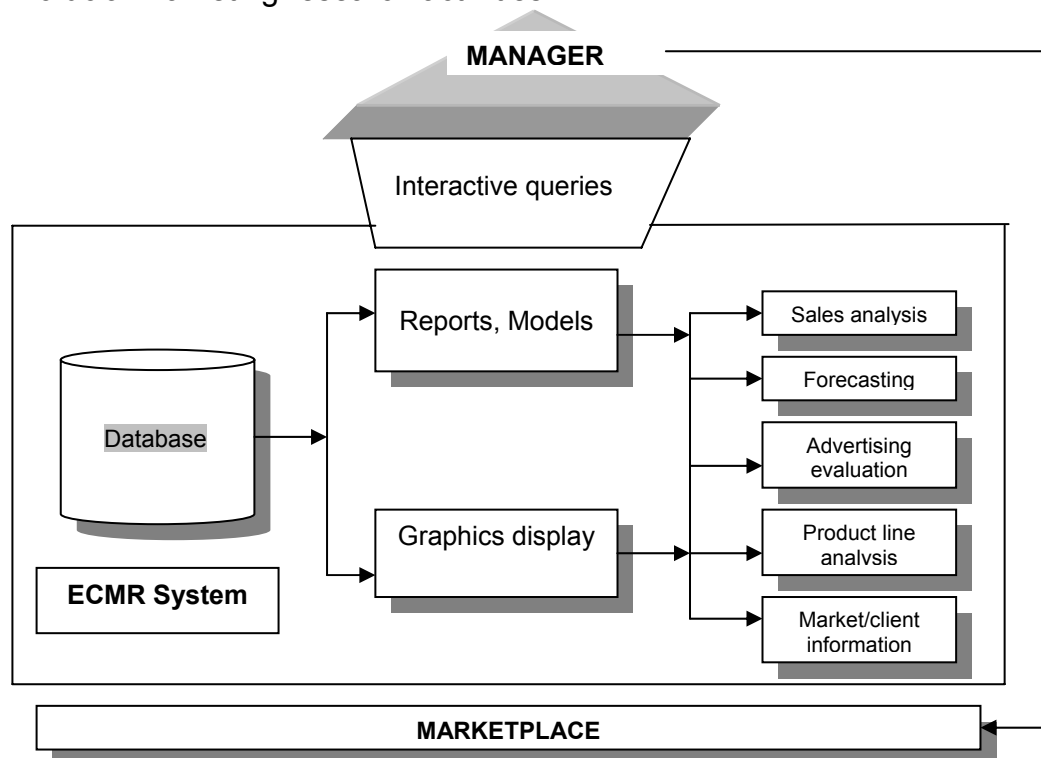 MANAGER
Interactive queries
Reports, Models
Sales analysis
Forecasting
Database
Advertising
evaluation
Graphics display
Product line
analysis
ECMR System
Market/client
information
MARKETPLACE